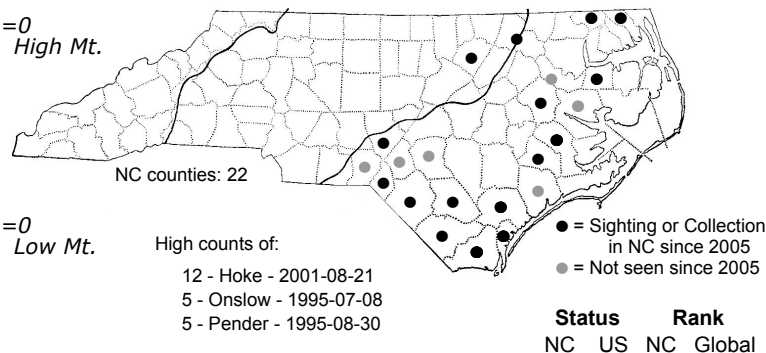 =0
High Mt.
NC counties: 22
=0
Low Mt.
High counts of:
12 - Hoke - 2001-08-21
5 - Onslow - 1995-07-08
5 - Pender - 1995-08-30
= Sighting or Collection
in NC since 2005
= Not seen since 2005
Status Rank
NC US NC Global